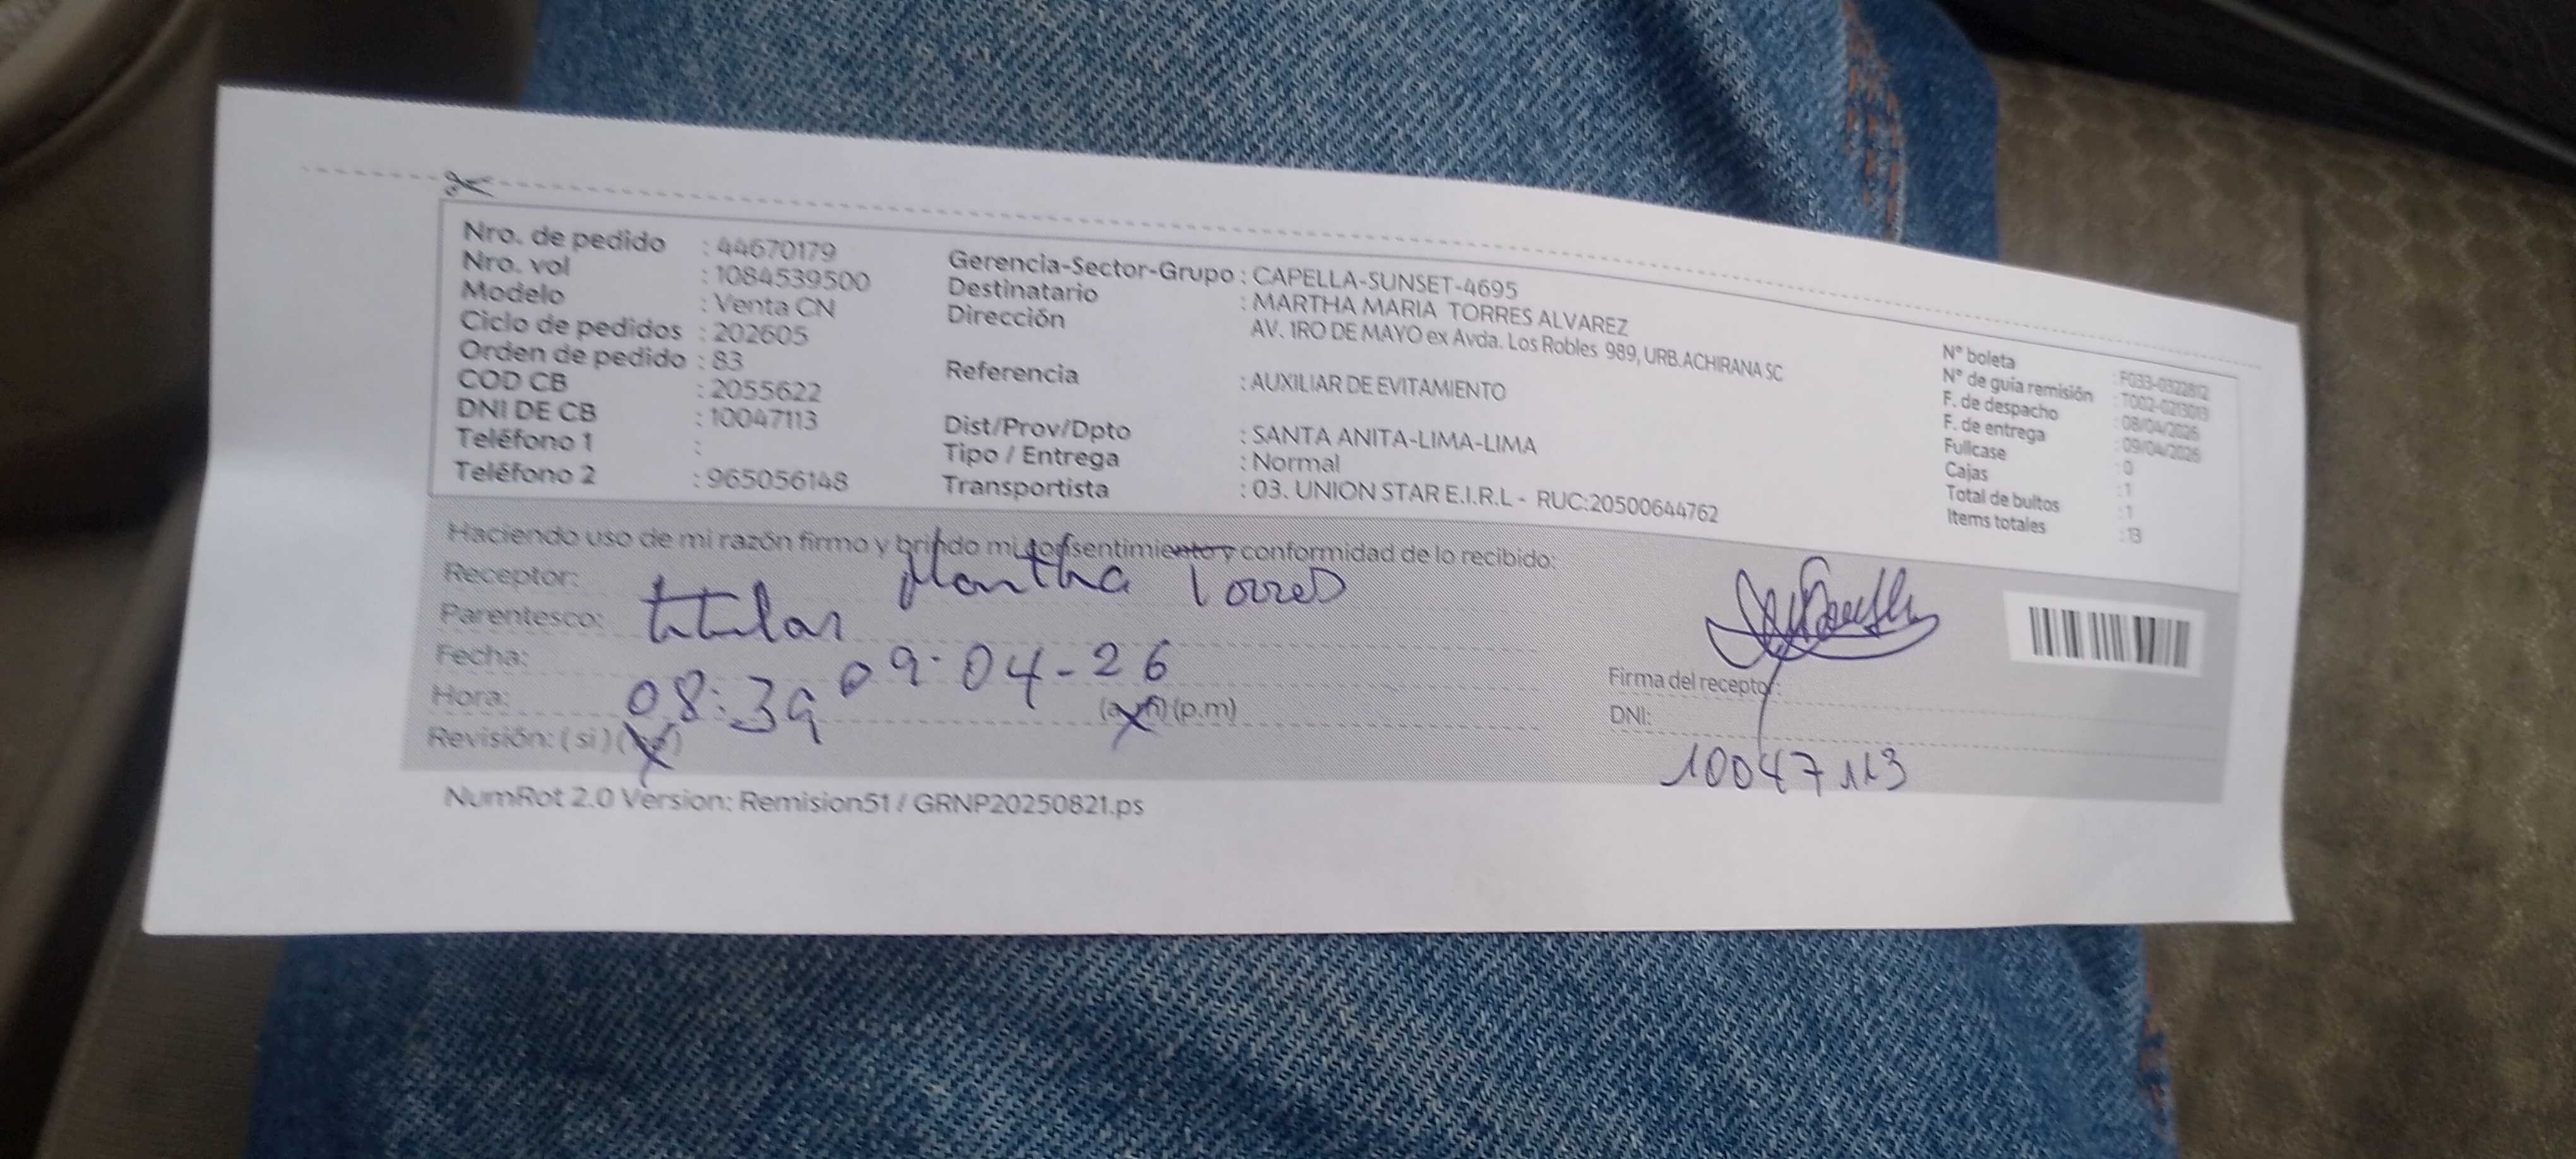 Nro. de pedido : 44670179
Nro. vol : 1084539500
Modelo : Venta CN
Ciclo de pedidos : 202605
Orden de pedido : 83
COD CB : 2055622
DNI DE CB : 10047113
Teléfono 1 :
Teléfono 2 : 965056148
Gerencia-Sector-Grupo : CAPELLA-SUNSET-4695
Destinatario : MARTHA MARIA TORRES ALVAREZ
Dirección AV. 1RO DE MAYO ex Avda. Los Robles 989, URB.ACHIRANA SC
Referencia : AUXILIAR DE EVITAMIENTO
Dist/Prov/Dpto : SANTA ANITA-LIMA-LIMA
Tipo / Entrega : Normal
Transportista : 03. UNION STAR E.I.R.L - RUC:20500644762
N° boleta : F033-0322812
N° de guía remisión : T002-0213013
F. de despacho : 08/04/2026
F. de entrega : 09/04/2026
Fullcase : 0
Cajas : 1
Total de bultos : 1
Items totales : 13
Haciendo uso de mi razón firmo y brindo mi consentimiento y conformidad de lo recibido:
Receptor: Martha Torres
Parentesco: titular
Fecha: 09-04-26
Hora: 08:39 (a.m) (p.m)
Revisión: ( si ) ( no )
Firma del receptor:
DNI: 10047113
NumRot 2.0 Version: Remision51 / GRNP20250821.ps